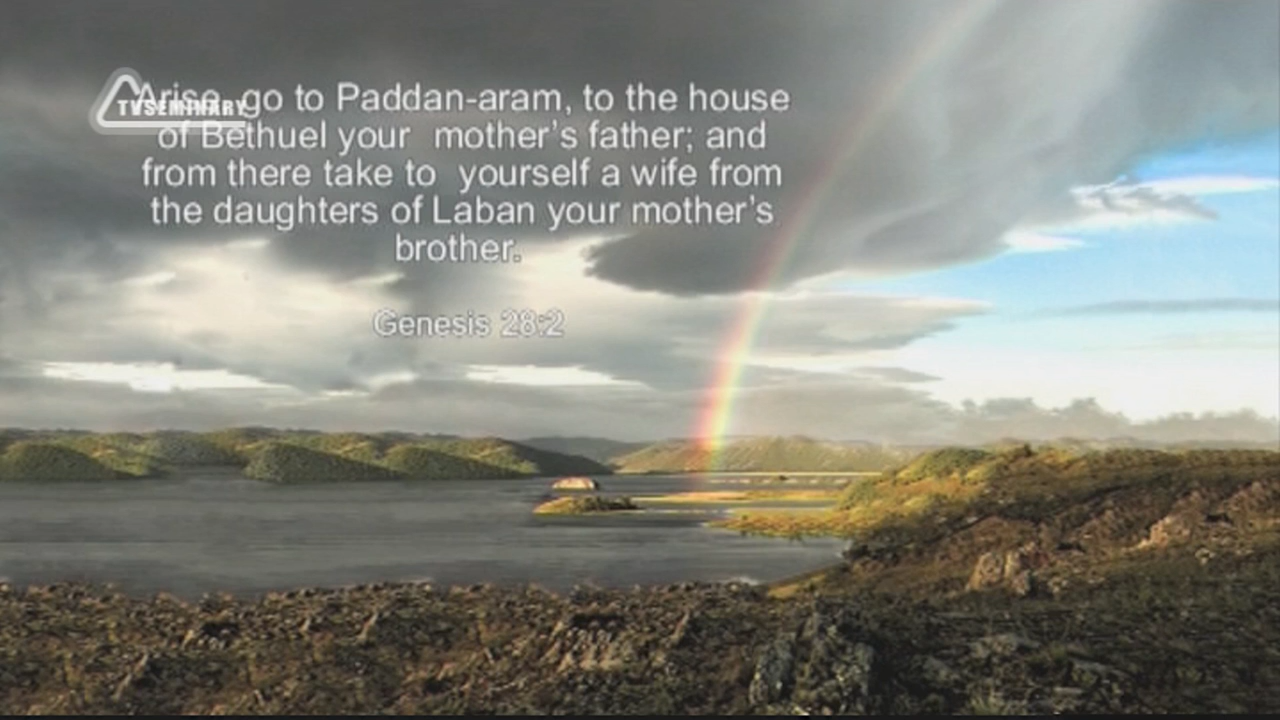 TVSEMINARY
Arise, go to Paddan-aram, to the house
of Bethuel your mother's father; and
from there take to yourself a wife from
the daughters of Laban your mother's
brother.
Genesis 28:2